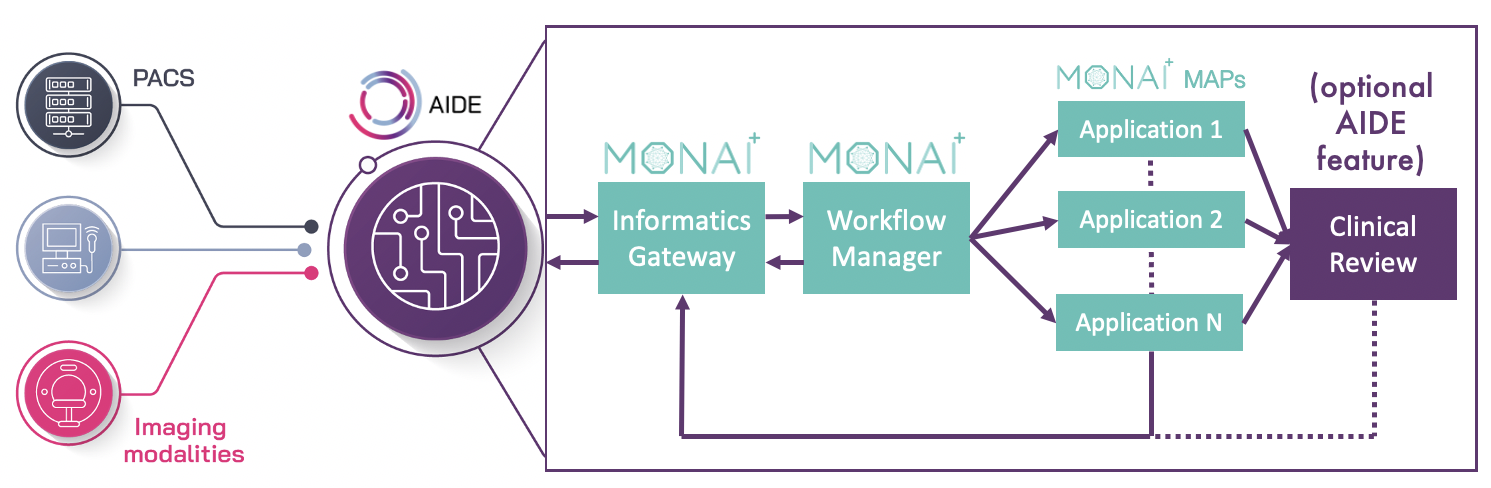 PACS
AIDE
Imaging
modalities
MONAI+
Informatics
Gateway
MONAI+
Workflow
Manager
MONAI+ MAPs
Application 1
Application 2
Application N
(optional
AIDE
feature)
Clinical
Review